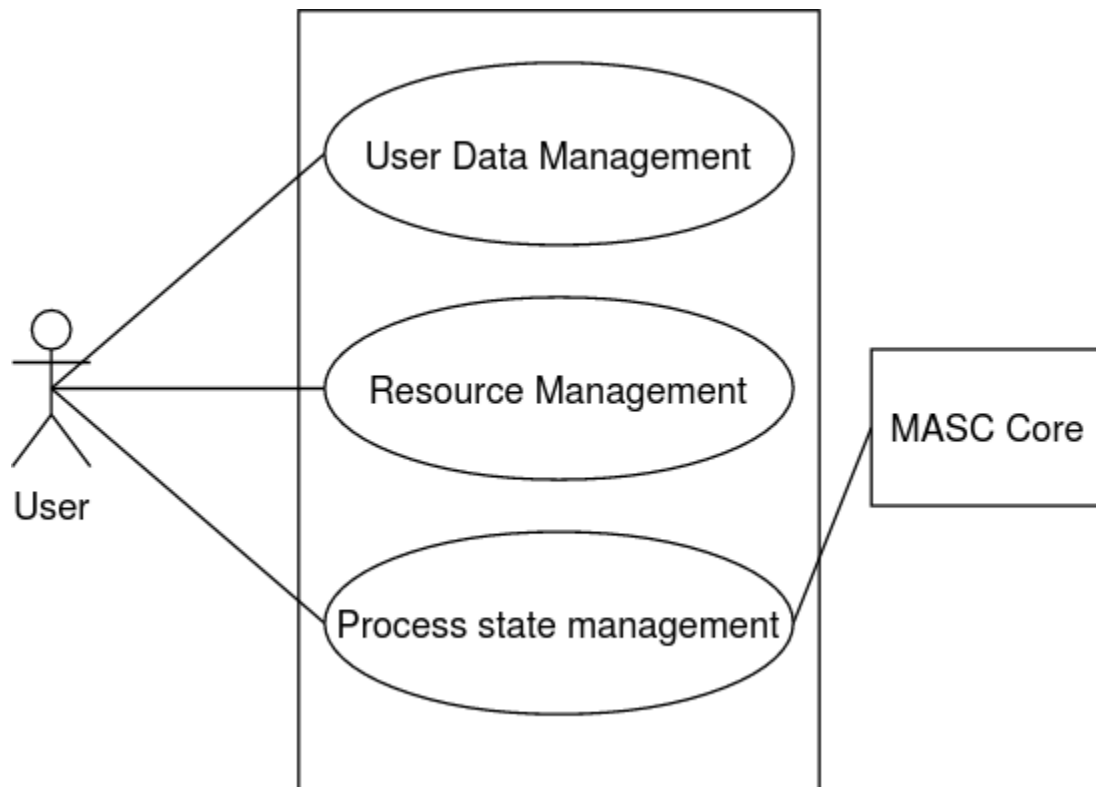 User Data Management
Resource Management
MASC Core
User
Process state management